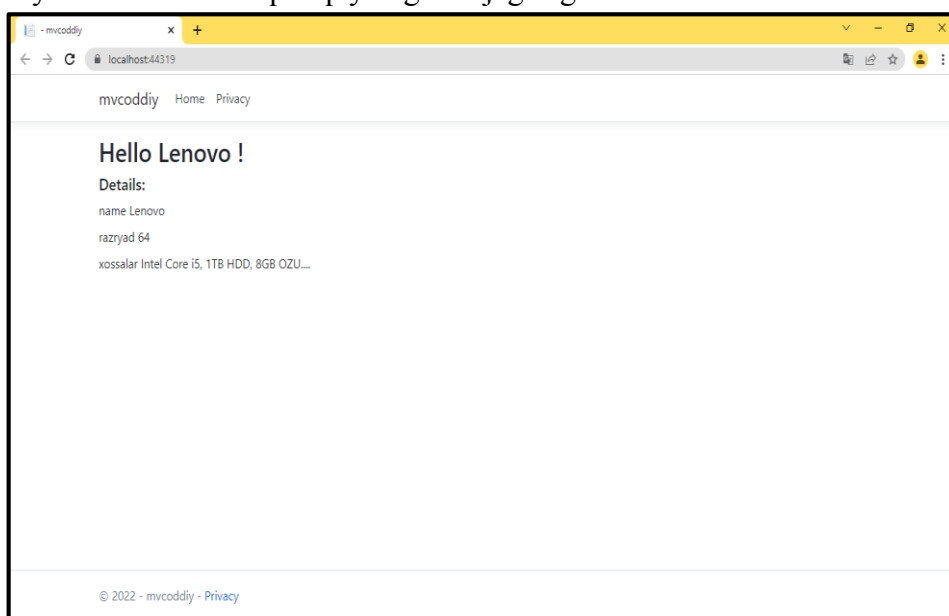 - mvcoddiy
localhost:44319
mvcoddiy Home Privacy
Hello Lenovo !
Details:
name Lenovo
razryad 64
xossalar Intel Core i5, 1TB HDD, 8GB OZU....
© 2022 - mvcoddiy - Privacy